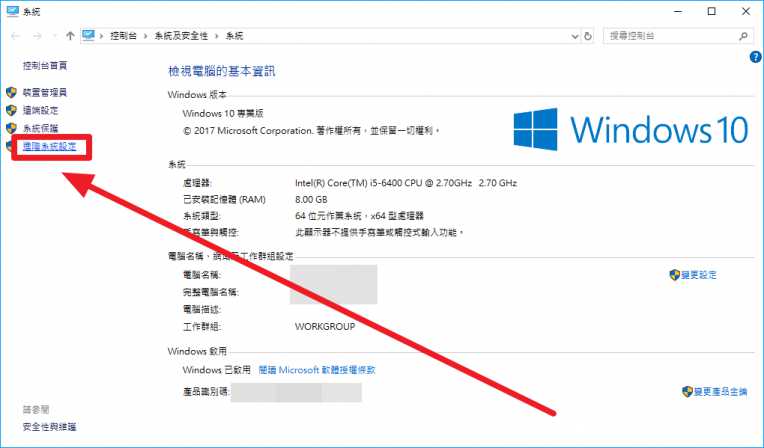 系統
控制台 › 系統及安全性 › 系統
搜尋控制台
控制台首頁
裝置管理員
遠端設定
系統保護
進階系統設定
檢視電腦的基本資訊
Windows 版本
Windows 10 專業版
© 2017 Microsoft Corporation. 著作權所有，並保留一切權利。
Windows 10
系統
處理器: Intel(R) Core(TM) i5-6400 CPU @ 2.70GHz 2.70 GHz
已安裝記憶體 (RAM) 8.00 GB
系統類型: 64 位元作業系統，x64 型處理器
手寫筆與觸控: 此顯示器不提供手寫筆或觸控式輸入功能。
電腦名稱、網域及工作群組設定
電腦名稱:
變更設定
完整電腦名稱:
電腦描述:
工作群組: WORKGROUP
Windows 啟用
Windows 已啟用 閱讀 Microsoft 軟體授權條款
產品識別碼:
變更產品金鑰
請參閱
安全性與維護